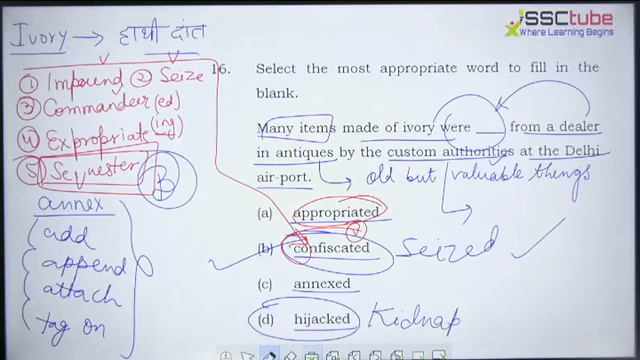 SSCtube
Where Learning Begins
Ivory → हाथी दांत
① Impound ② Seize
③ Commandeer (ed)
④ Expropriate (ing)
⑤ Sequester
B
annex
add
append
attach
tag on
16. Select the most appropriate word to fill in the
blank.
Many items made of ivory were ___ from a dealer
in antiques by the custom authorities at the Delhi
air-port.
old but valuable things
(a) appropriated
(b) confiscated Seized
(c) annexed
(d) hijacked Kidnap